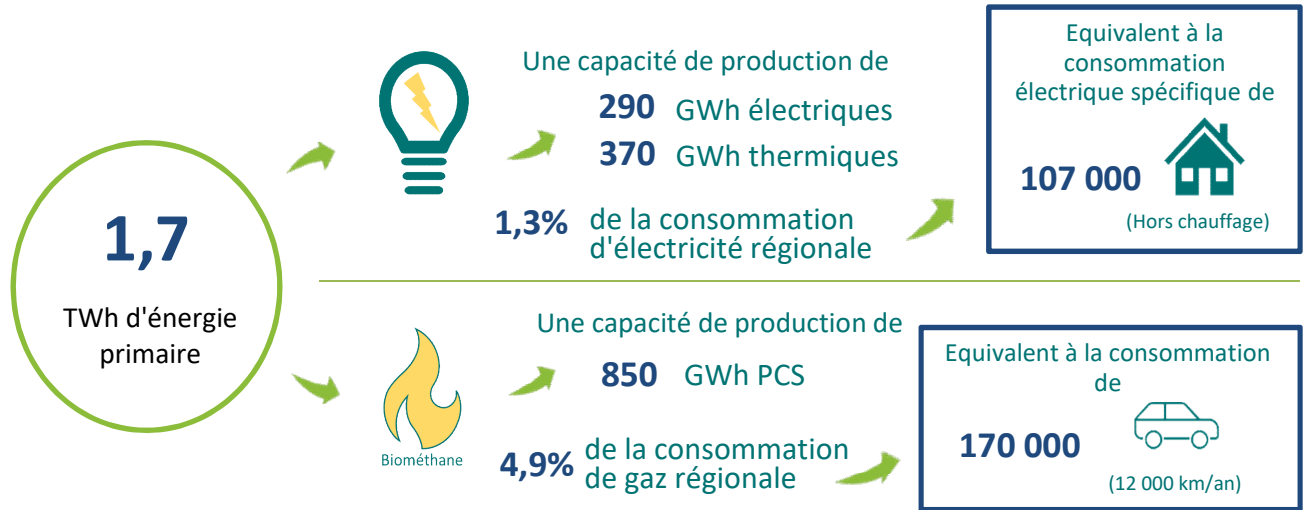 1,7
TWh d'énergie
primaire
Une capacité de production de
290 GWh électriques
370 GWh thermiques
1,3% de la consommation
d'électricité régionale
Equivalent à la
consommation
électrique spécifique de
107 000
(Hors chauffage)
Biométhane
Une capacité de production de
850 GWh PCS
4,9% de la consommation
de gaz régionale
Equivalent à la consommation
de
170 000
(12 000 km/an)